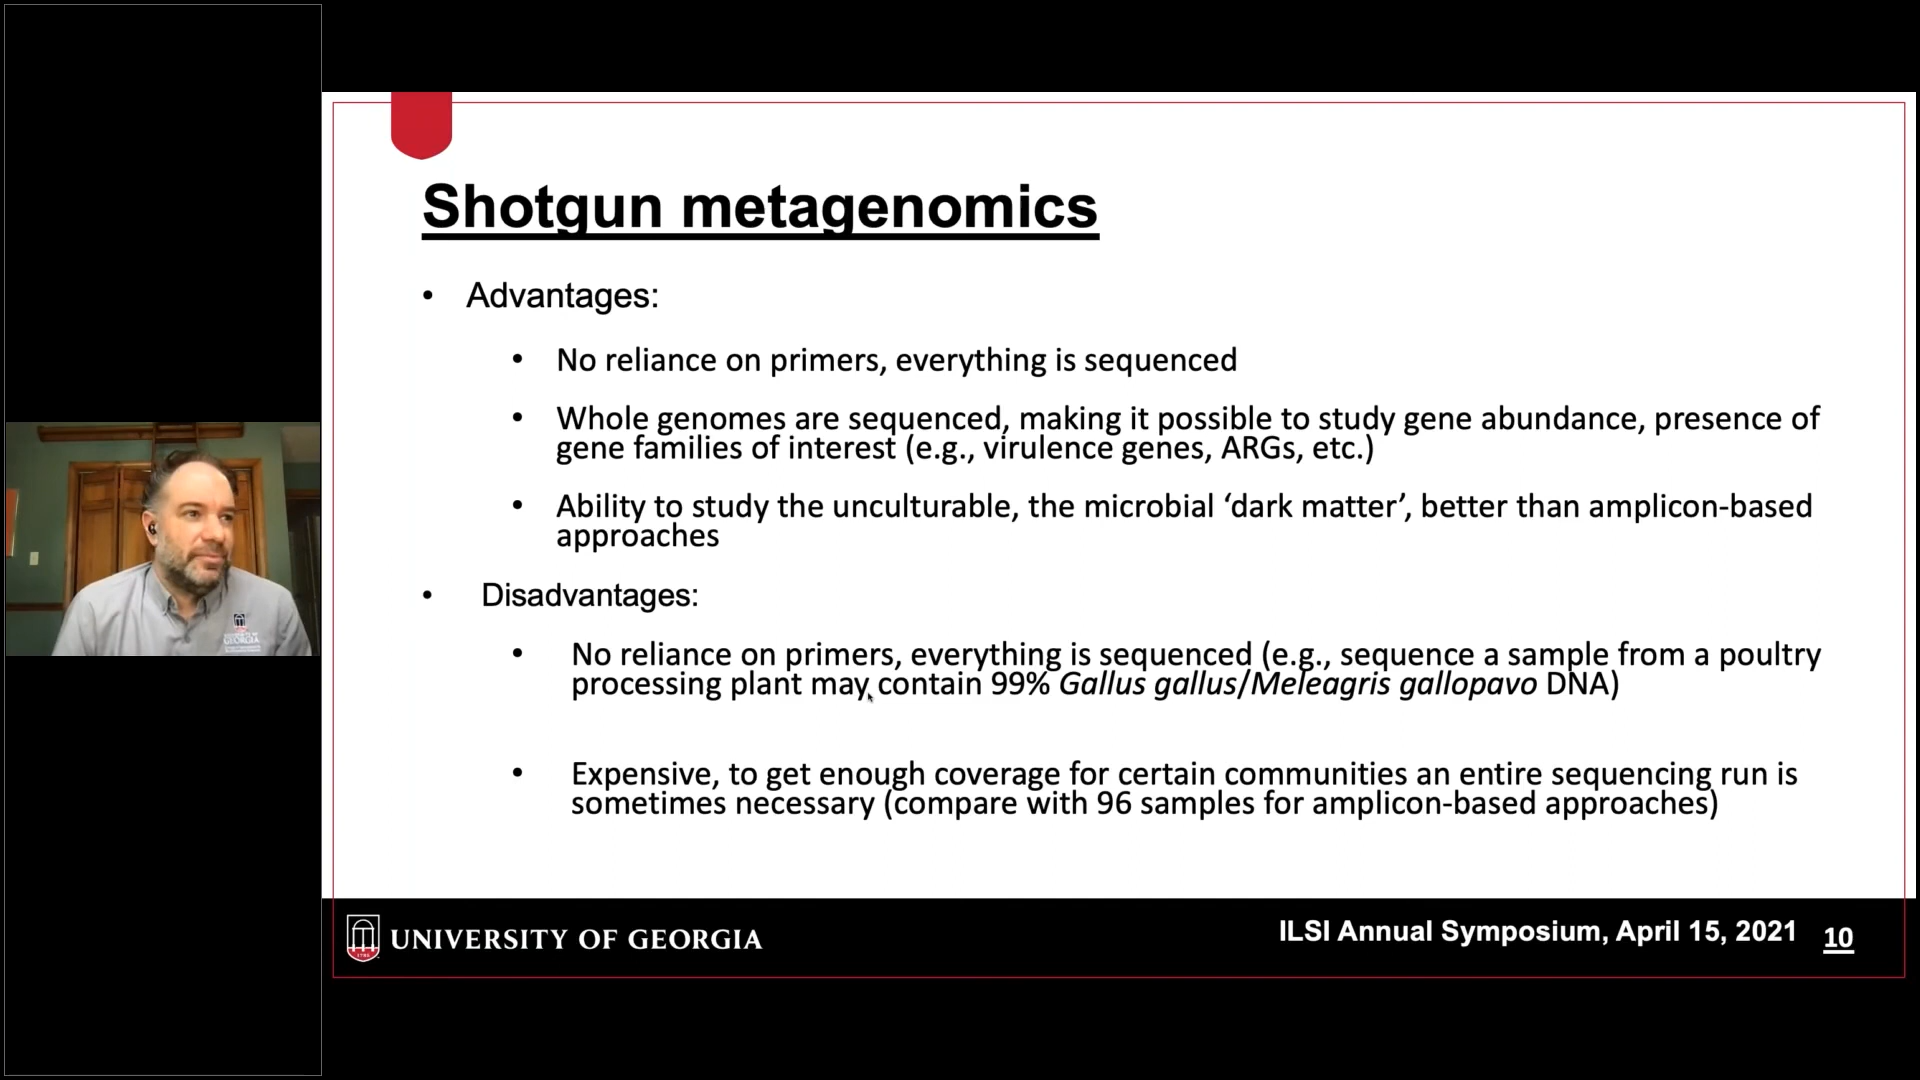 Shotgun metagenomics
• Advantages:
• No reliance on primers, everything is sequenced
• Whole genomes are sequenced, making it possible to study gene abundance, presence of
gene families of interest (e.g., virulence genes, ARGs, etc.)
• Ability to study the unculturable, the microbial ‘dark matter’, better than amplicon-based
approaches
• Disadvantages:
• No reliance on primers, everything is sequenced (e.g., sequence a sample from a poultry
processing plant may contain 99% Gallus gallus/Meleagris gallopavo DNA)
• Expensive, to get enough coverage for certain communities an entire sequencing run is
sometimes necessary (compare with 96 samples for amplicon-based approaches)
UNIVERSITY OF GEORGIA
1785
ILSI Annual Symposium, April 15, 2021
10
UNIVERSITY OF
GEORGIA